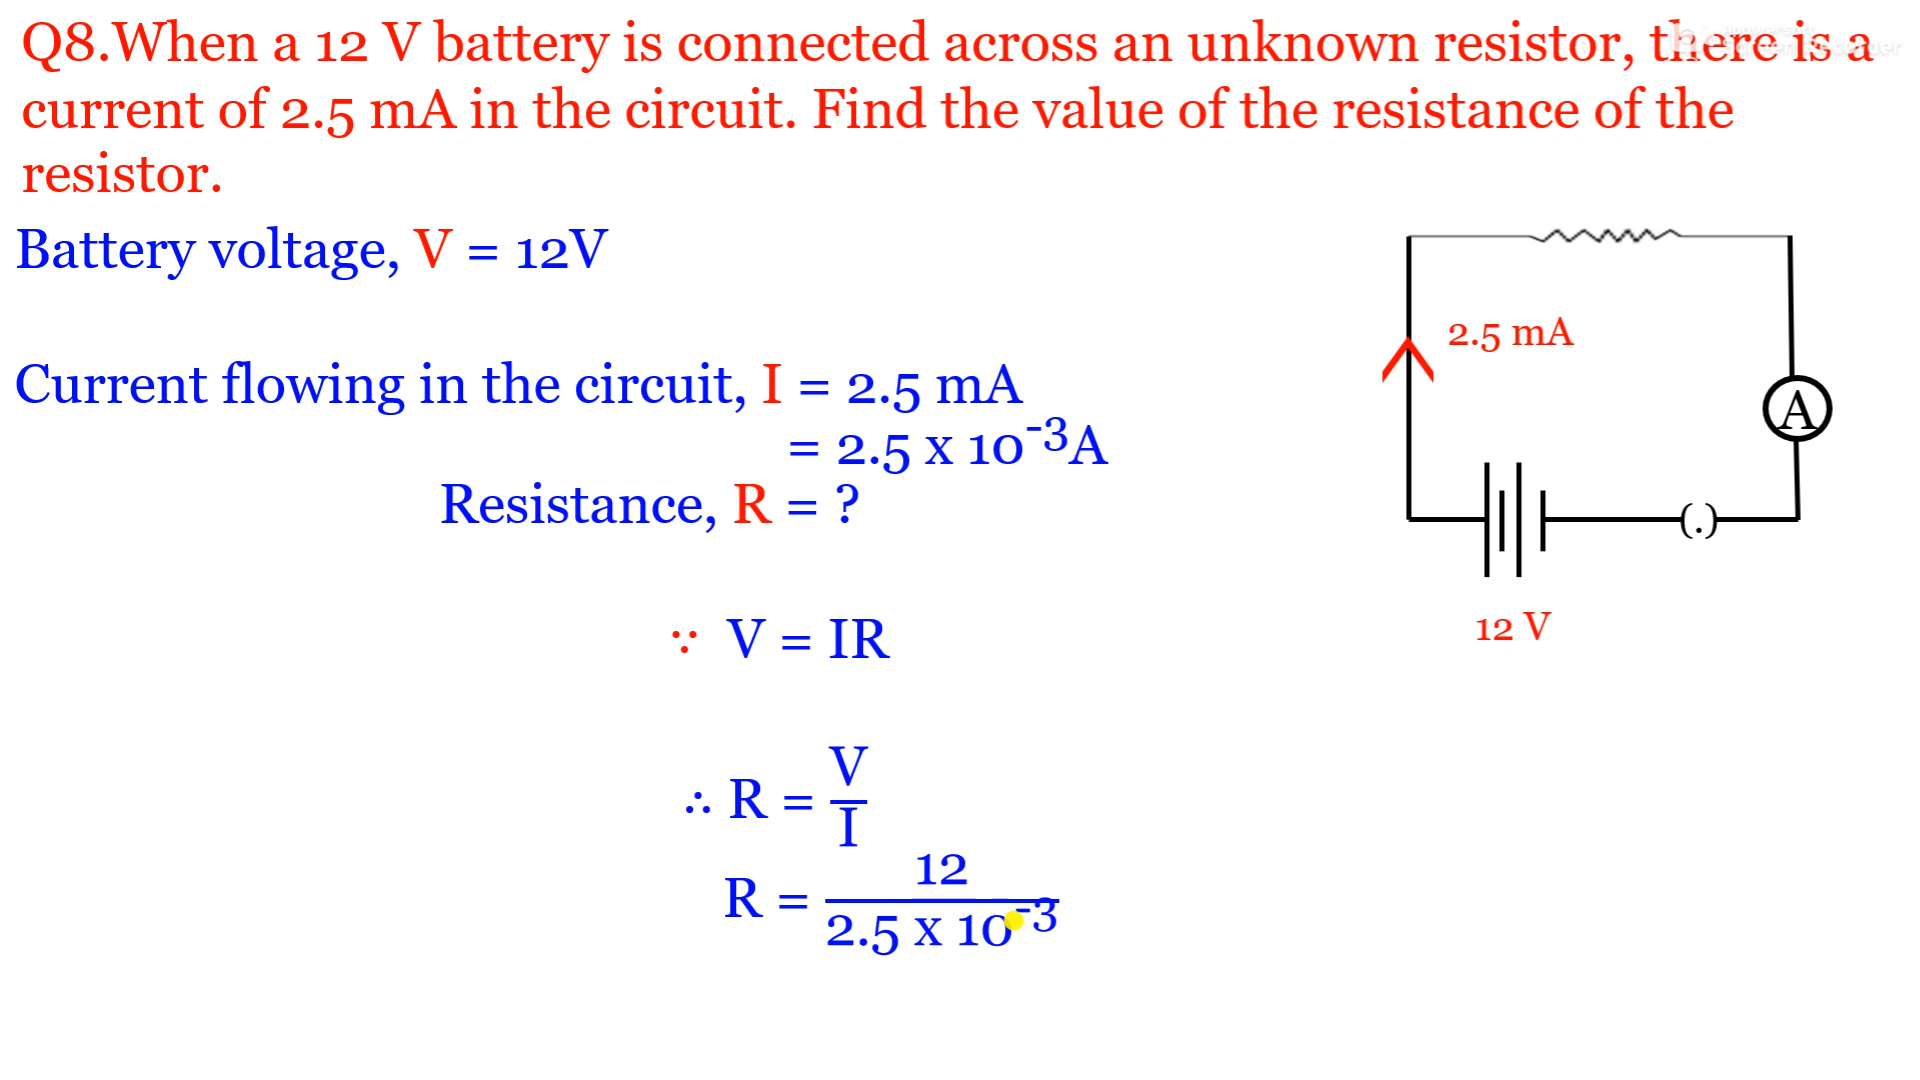 Q8.When a 12 V battery is connected across an unknown resistor, there is a
current of 2.5 mA in the circuit. Find the value of the resistance of the
resistor.
Battery voltage, V = 12V
Current flowing in the circuit, I = 2.5 mA
= 2.5 x 10⁻³A
Resistance, R = ?
∵ V = IR
∴ R = V/I
R = 12/2.5 x 10⁻³
2.5 mA
A
(.)
12 V
Screen Recorder